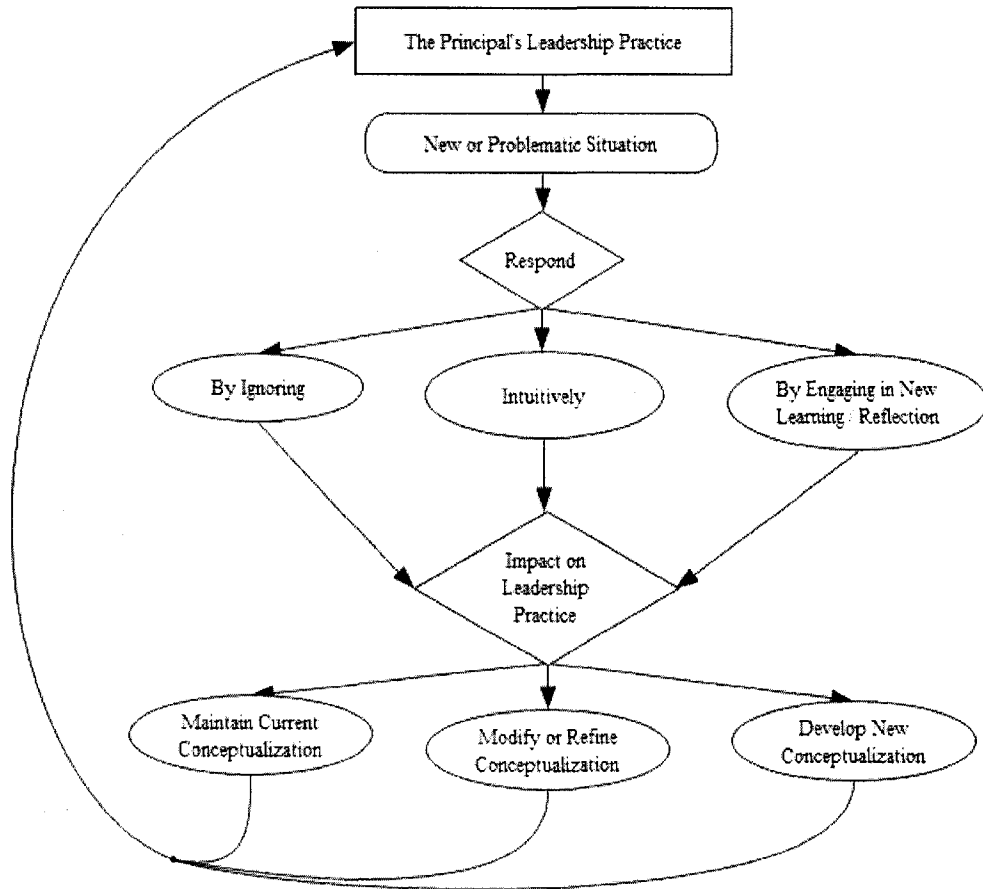 The Principal's Leadership Practice
New or Problematic Situation
Respond
By Ignoring
Intuitively
By Engaging in New
Learning / Reflection
Impact on
Leadership
Practice
Maintain Current
Conceptualization
Modify or Refine
Conceptualization
Develop New
Conceptualization